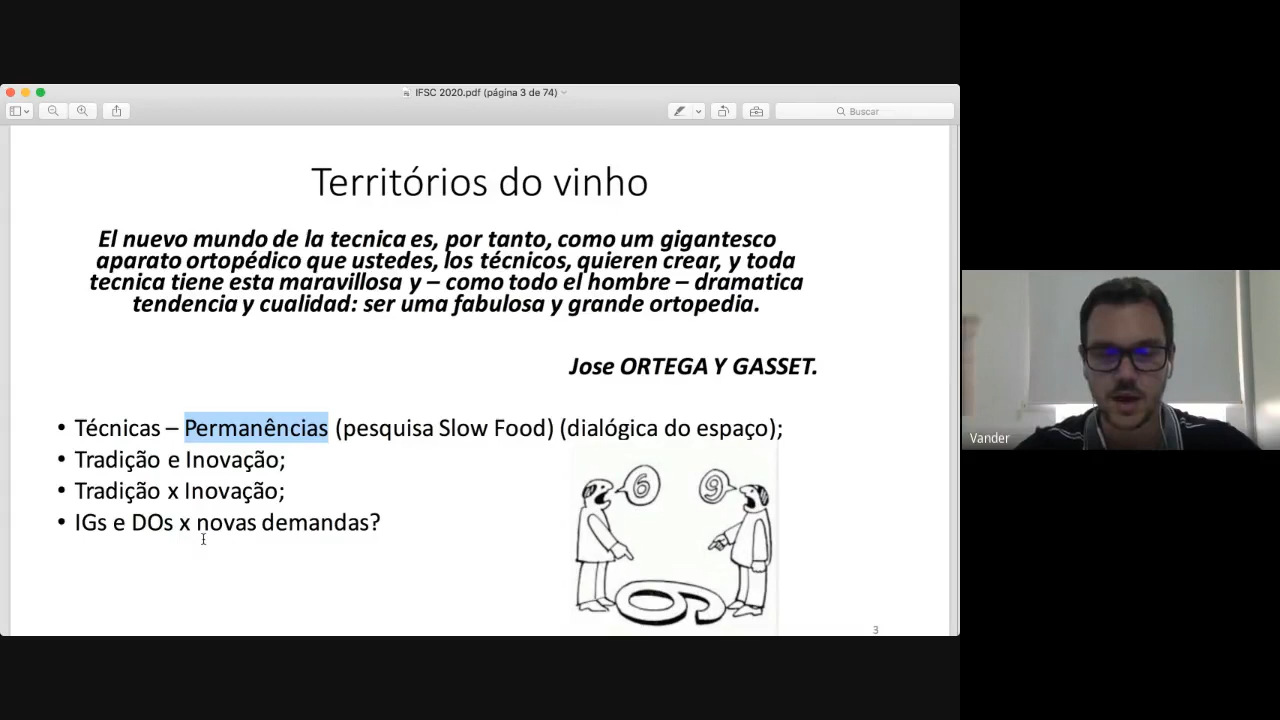 IFSC 2020.pdf (página 3 de 74)
Buscar
Territórios do vinho
El nuevo mundo de la tecnica es, por tanto, como um gigantesco
aparato ortopédico que ustedes, los técnicos, quieren crear, y toda
tecnica tiene esta maravillosa y – como todo el hombre – dramatica
tendencia y cualidad: ser uma fabulosa y grande ortopedia.
Jose ORTEGA Y GASSET.
• Técnicas – Permanências (pesquisa Slow Food) (dialógica do espaço);
• Tradição e Inovação;
• Tradição x Inovação;
• IGs e DOs x novas demandas?
6
9
6
3
Vander